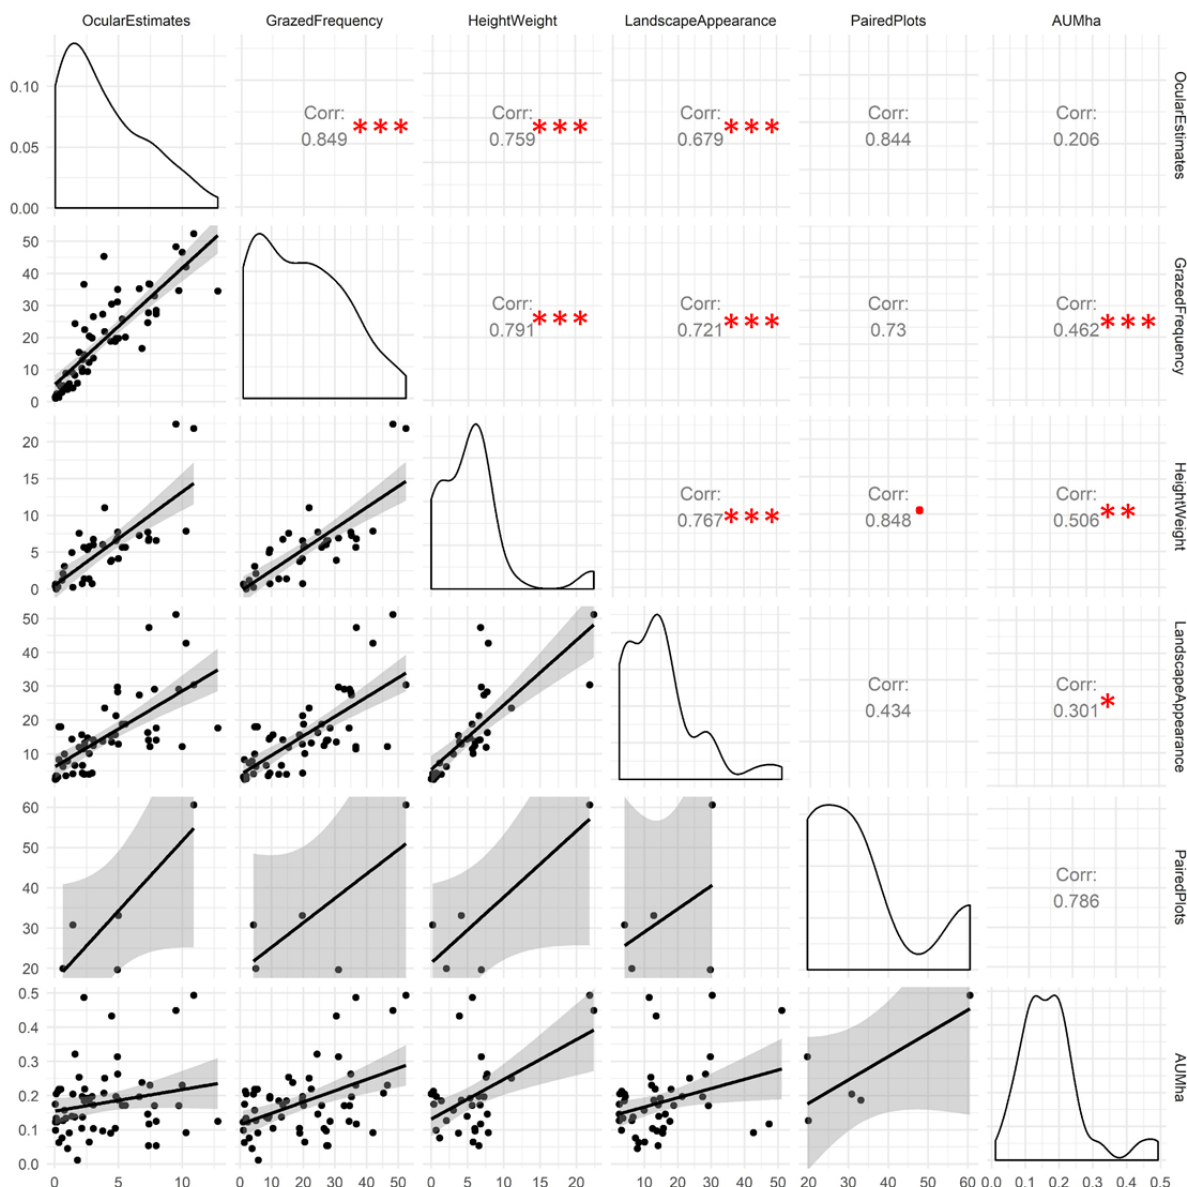 OcularEstimates GrazedFrequency HeightWeight LandscapeAppearance PairedPlots AUMha
0.10
0.05
0.00
Corr:
0.849 ***
Corr:
0.759 ***
Corr:
0.679 ***
Corr:
0.844
Corr:
0.206
OcularEstimates
50
40
30
20
10
0
Corr:
0.791 ***
Corr:
0.721 ***
Corr:
0.73
Corr:
0.462 ***
GrazedFrequency
20
15
10
5
0
Corr:
0.767 ***
Corr:
0.848 .
Corr:
0.506 **
HeightWeight
50
40
30
20
10
Corr:
0.434
Corr:
0.301 *
LandscapeAppearance
60
50
40
30
20
Corr:
0.786
PairedPlots
0.5
0.4
0.3
0.2
0.1
0.0
AUMha
0 5 10 0 10 20 30 40 50 0 5 10 15 20 10 20 30 40 50 20 30 40 50 60 0.0 0.1 0.2 0.3 0.4 0.5